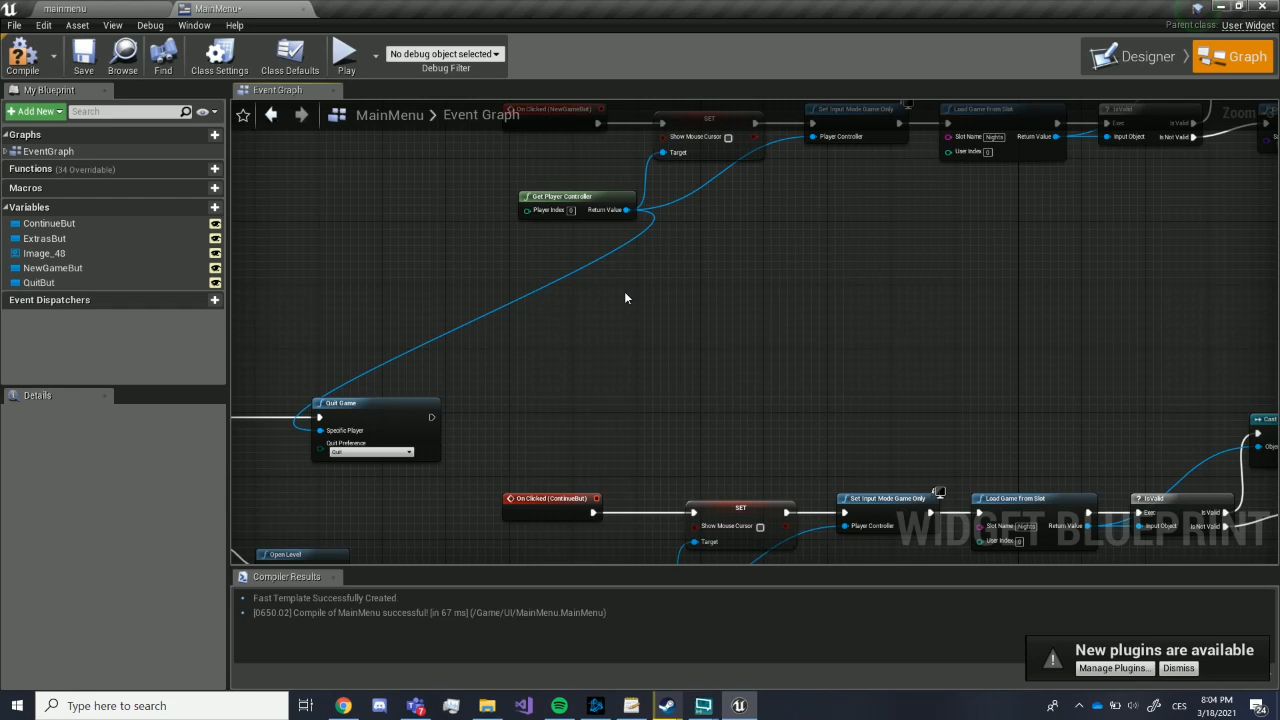 mainmenu
MainMenu*
File Edit Asset View Debug Window Help
Parent class: User Widget
Compile
Save
Browse
Find
Class Settings
Class Defaults
Play
No debug object selected
Debug Filter
Designer
Graph
My Blueprint
Event Graph
Add New
Search
MainMenu Event Graph
Zoom
Graphs
EventGraph
Functions (34 Overridable)
Macros
Variables
ContinueBut
ExtrasBut
Image_48
NewGameBut
QuitBut
Event Dispatchers
Details
On Clicked (NewGameBut)
SET
Show Mouse Cursor
Target
Set Input Mode Game Only
Player Controller
Load Game from Slot
Slot Name Nights Return Value
User Index 0
IsValid
Exec Is Valid
Input Object Is Not Valid
Get Player Controller
Player Index 0 Return Value
Quit Game
Specific Player
Quit Preference
Quit
Cast
On Clicked (ContinueBut)
SET
Show Mouse Cursor
Target
Set Input Mode Game Only
Player Controller
Load Game from Slot
Slot Name Nights Return Value
User Index 0
IsValid
Exec Is Valid
Input Object Is Not Valid
WIDGET BLUEPRINT
Open Level
Compiler Results
Fast Template Successfully Created.
[0650.02] Compile of MainMenu successful! [in 67 ms] (/Game/UI/MainMenu.MainMenu)
New plugins are available
Manage Plugins...
Dismiss
Type here to search
CES
8:04 PM
3/18/2021
24